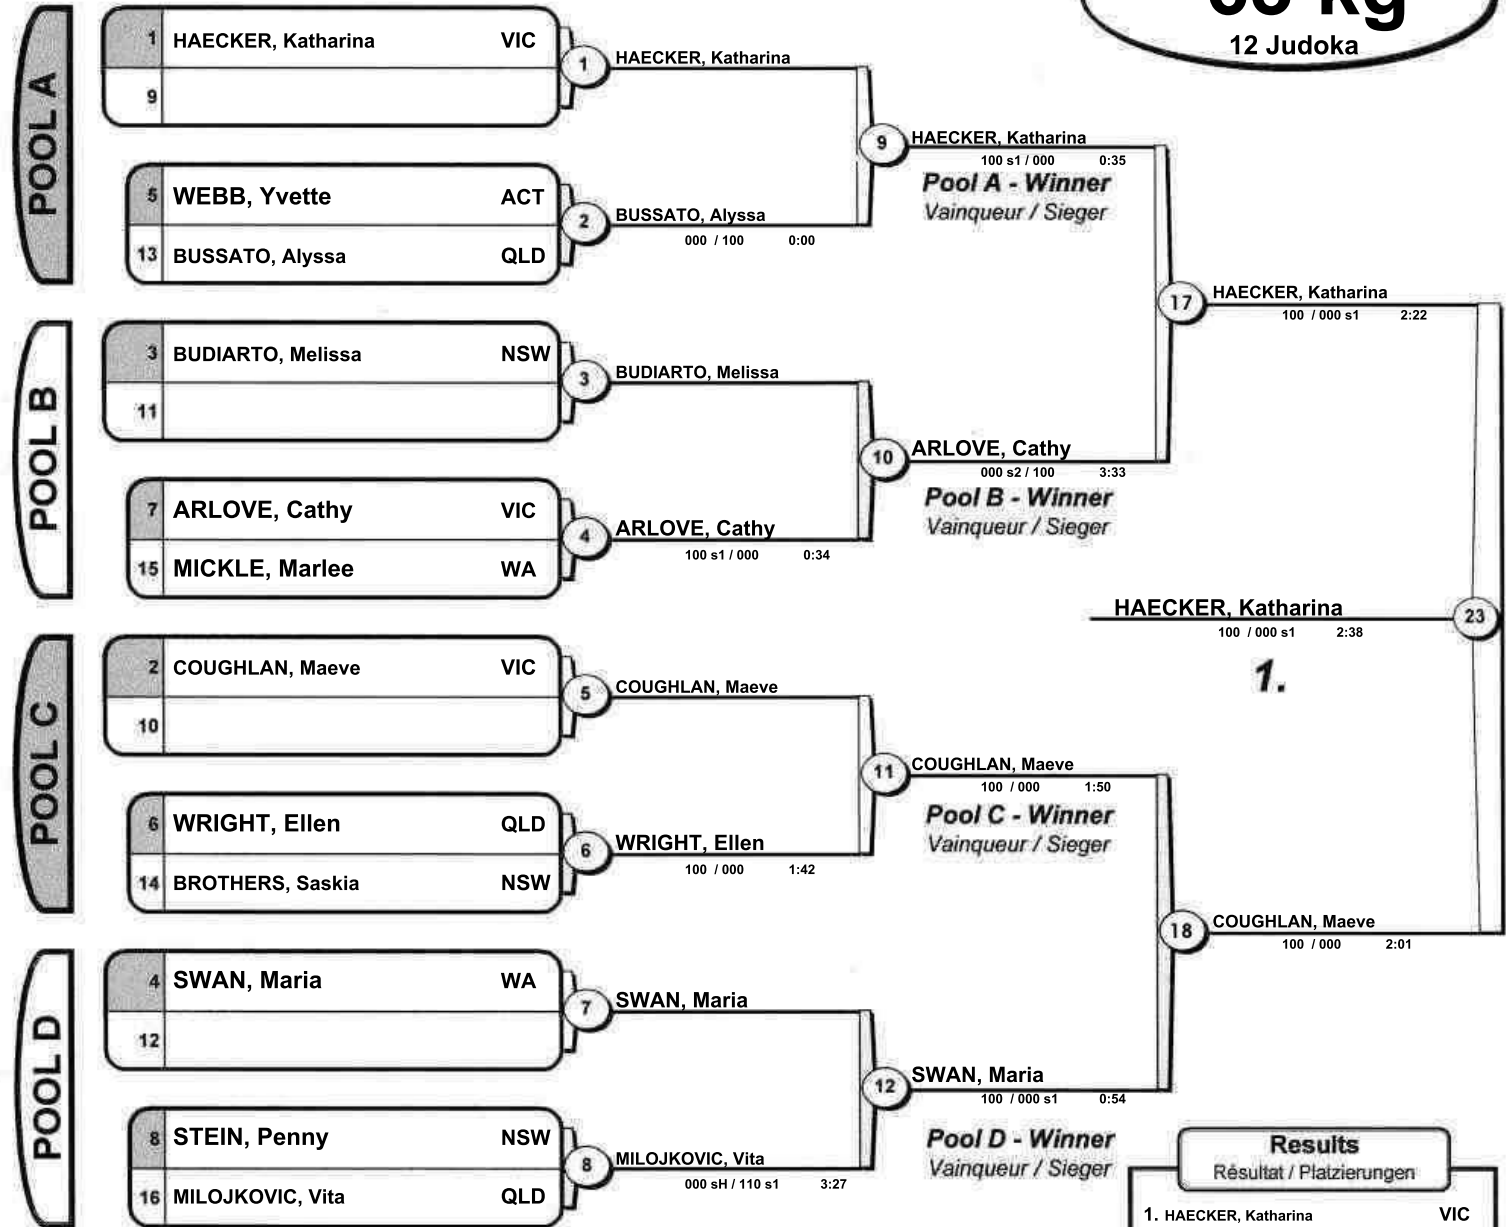 kg
12 Judoka
POOL A
1 HAECKER, Katharina VIC
9
1 HAECKER, Katharina
5 WEBB, Yvette ACT
13 BUSSATO, Alyssa QLD
2 BUSSATO, Alyssa
000 / 100 0:00
9 HAECKER, Katharina
100 s1 / 000 0:35
Pool A - Winner
Vainqueur / Sieger
POOL B
3 BUDIARTO, Melissa NSW
11
3 BUDIARTO, Melissa
7 ARLOVE, Cathy VIC
15 MICKLE, Marlee WA
4 ARLOVE, Cathy
100 s1 / 000 0:34
10 ARLOVE, Cathy
000 s2 / 100 3:33
Pool B - Winner
Vainqueur / Sieger
17 HAECKER, Katharina
100 / 000 s1 2:22
POOL C
2 COUGHLAN, Maeve VIC
10
5 COUGHLAN, Maeve
6 WRIGHT, Ellen QLD
14 BROTHERS, Saskia NSW
6 WRIGHT, Ellen
100 / 000 1:42
11 COUGHLAN, Maeve
100 / 000 1:50
Pool C - Winner
Vainqueur / Sieger
POOL D
4 SWAN, Maria WA
12
7 SWAN, Maria
8 STEIN, Penny NSW
16 MILOJKOVIC, Vita QLD
8 MILOJKOVIC, Vita
000 sH / 110 s1 3:27
12 SWAN, Maria
100 / 000 s1 0:54
Pool D - Winner
Vainqueur / Sieger
18 COUGHLAN, Maeve
100 / 000 2:01
HAECKER, Katharina 23
100 / 000 s1 2:38
1.
Results
Résultat / Platzierungen
1. HAECKER, Katharina VIC